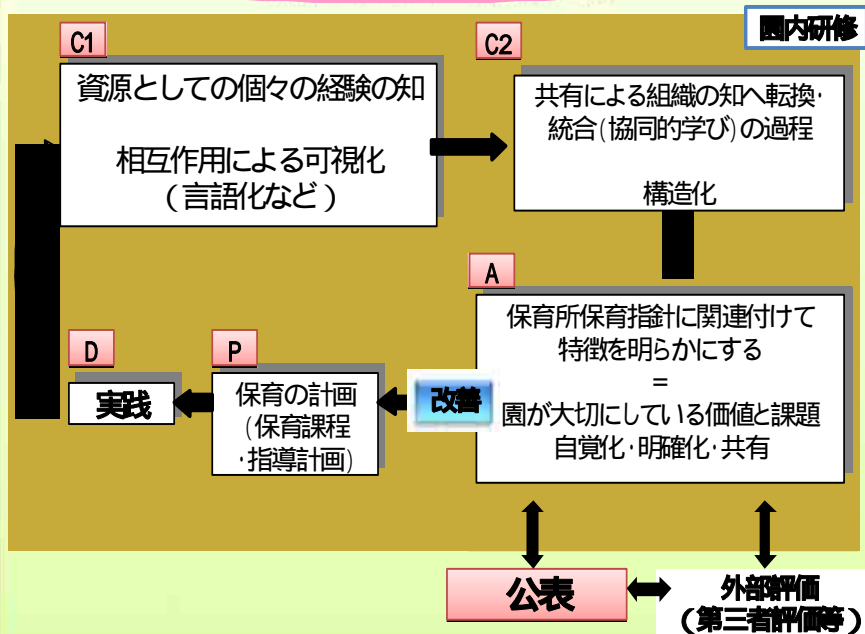 園内研修
C1
資源としての個々の経験の知
相互作用による可視化
(言語化など)
C2
共有による組織の知へ転換・
統合(協同的学び)の過程
構造化
A
保育所保育指針に関連付けて
特徴を明らかにする
=
園が大切にしている価値と課題
自覚化・明確化・共有
改善
P
保育の計画
(保育課程
・指導計画)
D
実践
公表
外部評価
(第三者評価等)